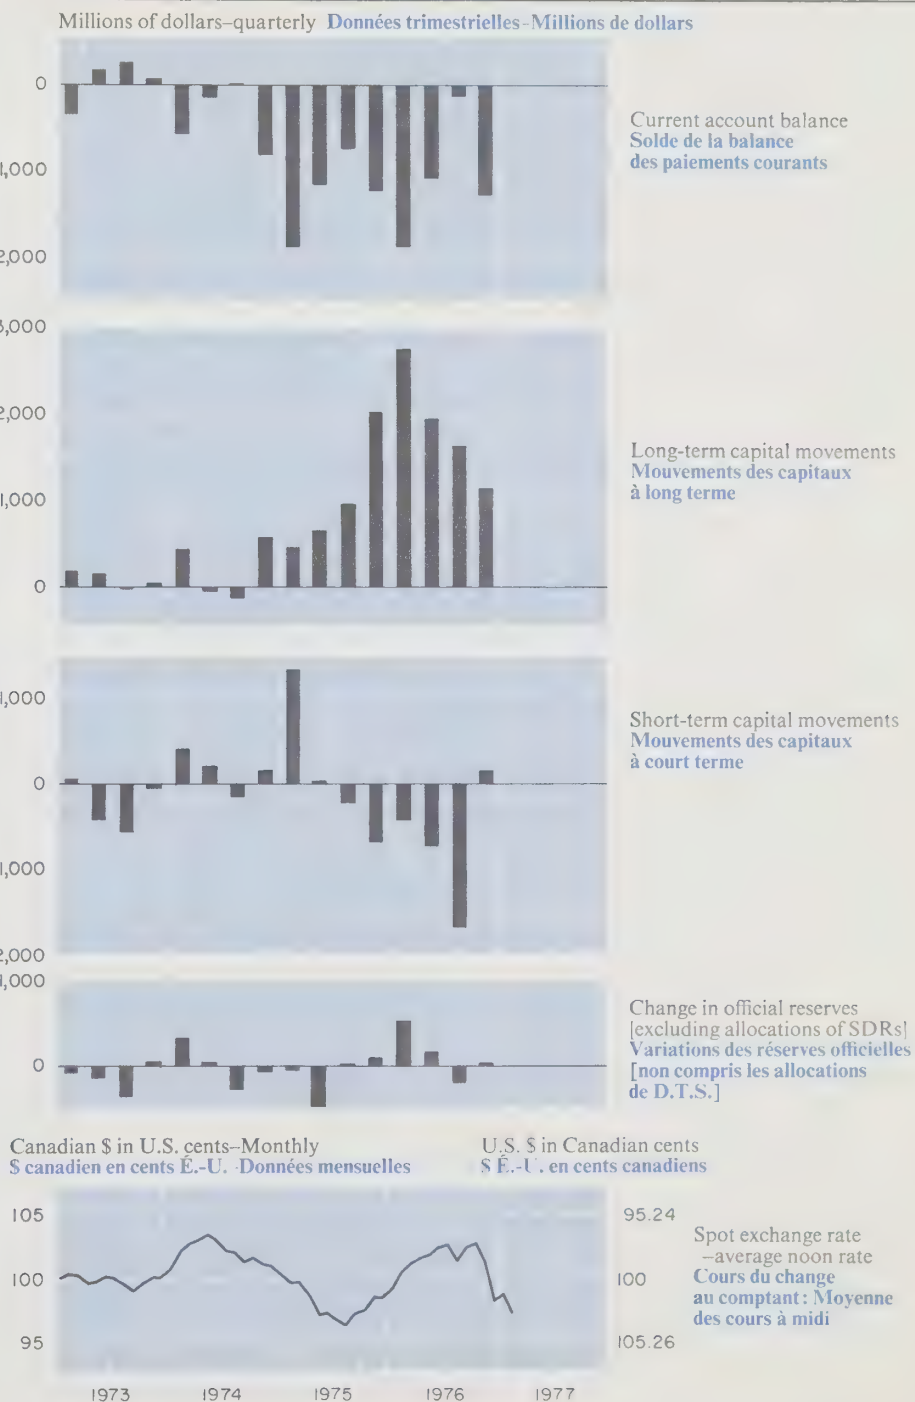 Millions of dollars–quarterly Données trimestrielles–Millions de dollars
0
1,000
2,000
Current account balance
Solde de la balance
des paiements courants
3,000
2,000
1,000
0
Long-term capital movements
Mouvements des capitaux
à long terme
1,000
0
1,000
2,000
Short-term capital movements
Mouvements des capitaux
à court terme
1,000
0
Change in official reserves
[excluding allocations of SDRs]
Variations des réserves officielles
[non compris les allocations
de D.T.S.]
Canadian $ in U.S. cents–Monthly
$ canadien en cents É.-U. Données mensuelles
U.S. $ in Canadian cents
$ É.-U. en cents canadiens
105
100
95
95.24
100
105.26
Spot exchange rate
–average noon rate
Cours du change
au comptant : Moyenne
des cours à midi
1973 1974 1975 1976 1977